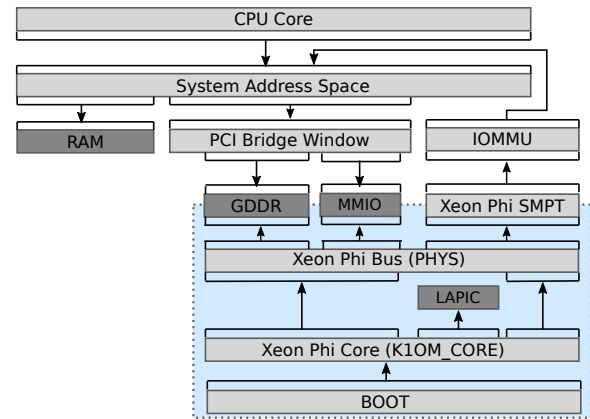 CPU Core
System Address Space
RAM
PCI Bridge Window
IOMMU
GDDR
MMIO
Xeon Phi SMPT
Xeon Phi Bus (PHYS)
LAPIC
Xeon Phi Core (K1OM_CORE)
BOOT